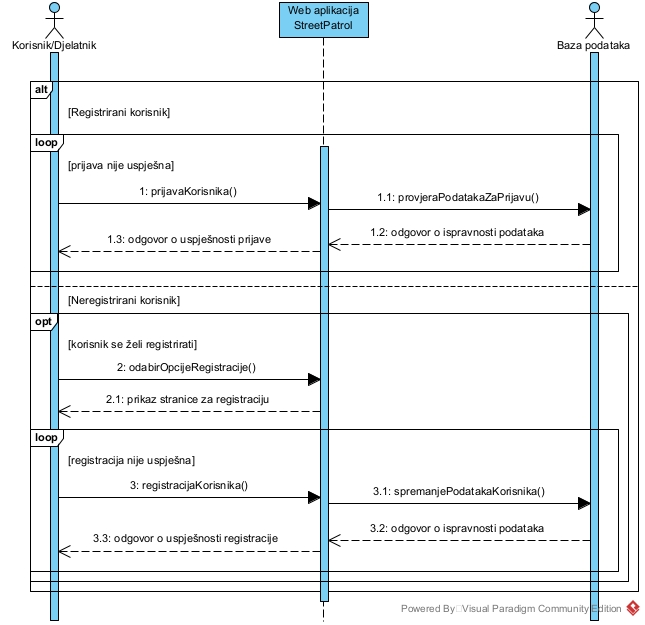 Web aplikacija
StreetPatrol
Korisnik/Djelatnik
Baza podataka
alt
[Registrirani korisnik]
loop
[prijava nije uspješna]
1: prijavaKorisnika()
1.1: provjeraPodatakaZaPrijavu()
1.2: odgovor o ispravnosti podataka
1.3: odgovor o uspješnosti prijave
[Neregistrirani korisnik]
opt
[korisnik se želi registrirati]
2: odabirOpcijeRegistracije()
2.1: prikaz stranice za registraciju
loop
[registracija nije uspješna]
3: registracijaKorisnika()
3.1: spremanjePodatakaKorisnika()
3.2: odgovor o ispravnosti podataka
3.3: odgovor o uspješnosti registracije
Powered By Visual Paradigm Community Edition